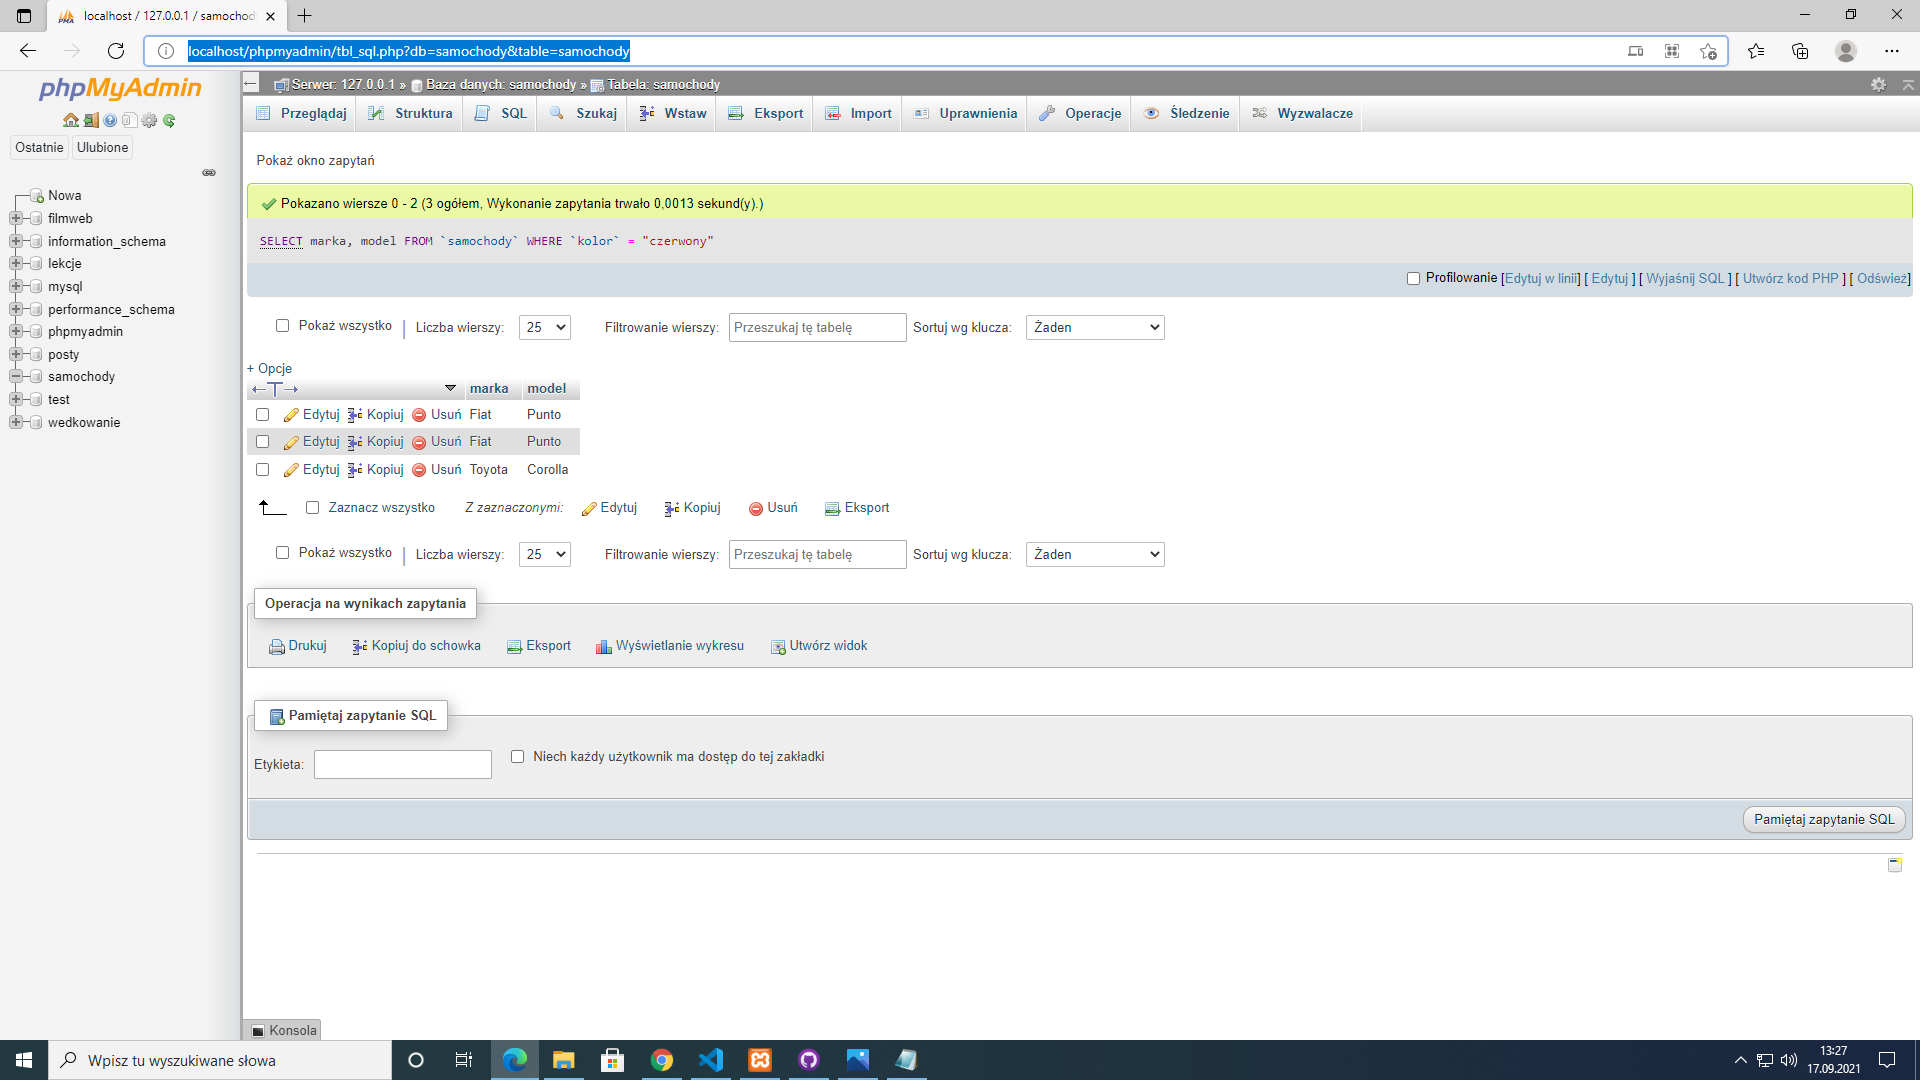 localhost / 127.0.0.1 / samochod
localhost/phpmyadmin/tbl_sql.php?db=samochody&table=samochody
phpMyAdmin
Ostatnie Ulubione
Nowa
filmweb
information_schema
lekcje
mysql
performance_schema
phpmyadmin
posty
samochody
test
wedkowanie
Serwer: 127.0.0.1 » Baza danych: samochody » Tabela: samochody
Przeglądaj Struktura SQL Szukaj Wstaw Eksport Import Uprawnienia Operacje Śledzenie Wyzwalacze
Pokaż okno zapytań
Pokazano wiersze 0 - 2 (3 ogółem, Wykonanie zapytania trwało 0,0013 sekund(y).)
SELECT marka, model FROM `samochody` WHERE `kolor` = "czerwony"
Profilowanie [Edytuj w linii] [ Edytuj ] [ Wyjaśnij SQL ] [ Utwórz kod PHP ] [ Odśwież]
Pokaż wszystko | Liczba wierszy: 25 Filtrowanie wierszy: Przeszukaj tę tabelę Sortuj wg klucza: Żaden
+ Opcje
←T→ marka model
Edytuj Kopiuj Usuń Fiat Punto
Edytuj Kopiuj Usuń Fiat Punto
Edytuj Kopiuj Usuń Toyota Corolla
Zaznacz wszystko Z zaznaczonymi: Edytuj Kopiuj Usuń Eksport
Pokaż wszystko | Liczba wierszy: 25 Filtrowanie wierszy: Przeszukaj tę tabelę Sortuj wg klucza: Żaden
Operacja na wynikach zapytania
Drukuj Kopiuj do schowka Eksport Wyświetlanie wykresu Utwórz widok
Pamiętaj zapytanie SQL
Etykieta: Niech każdy użytkownik ma dostęp do tej zakładki
Pamiętaj zapytanie SQL
Konsola
Wpisz tu wyszukiwane słowa
13:27
17.09.2021